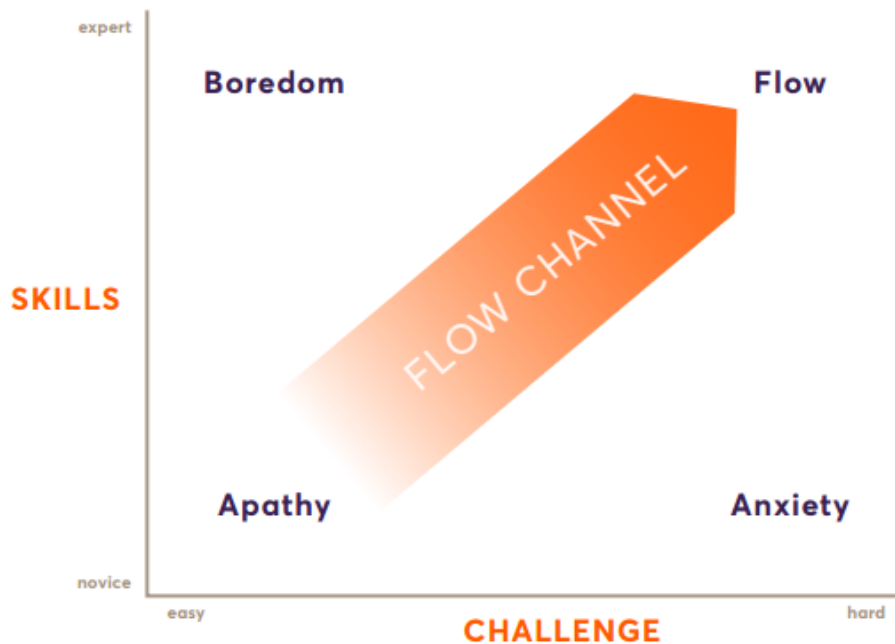 expert
Boredom
Flow
FLOW CHANNEL
SKILLS
Apathy
Anxiety
novice
easy
hard
CHALLENGE